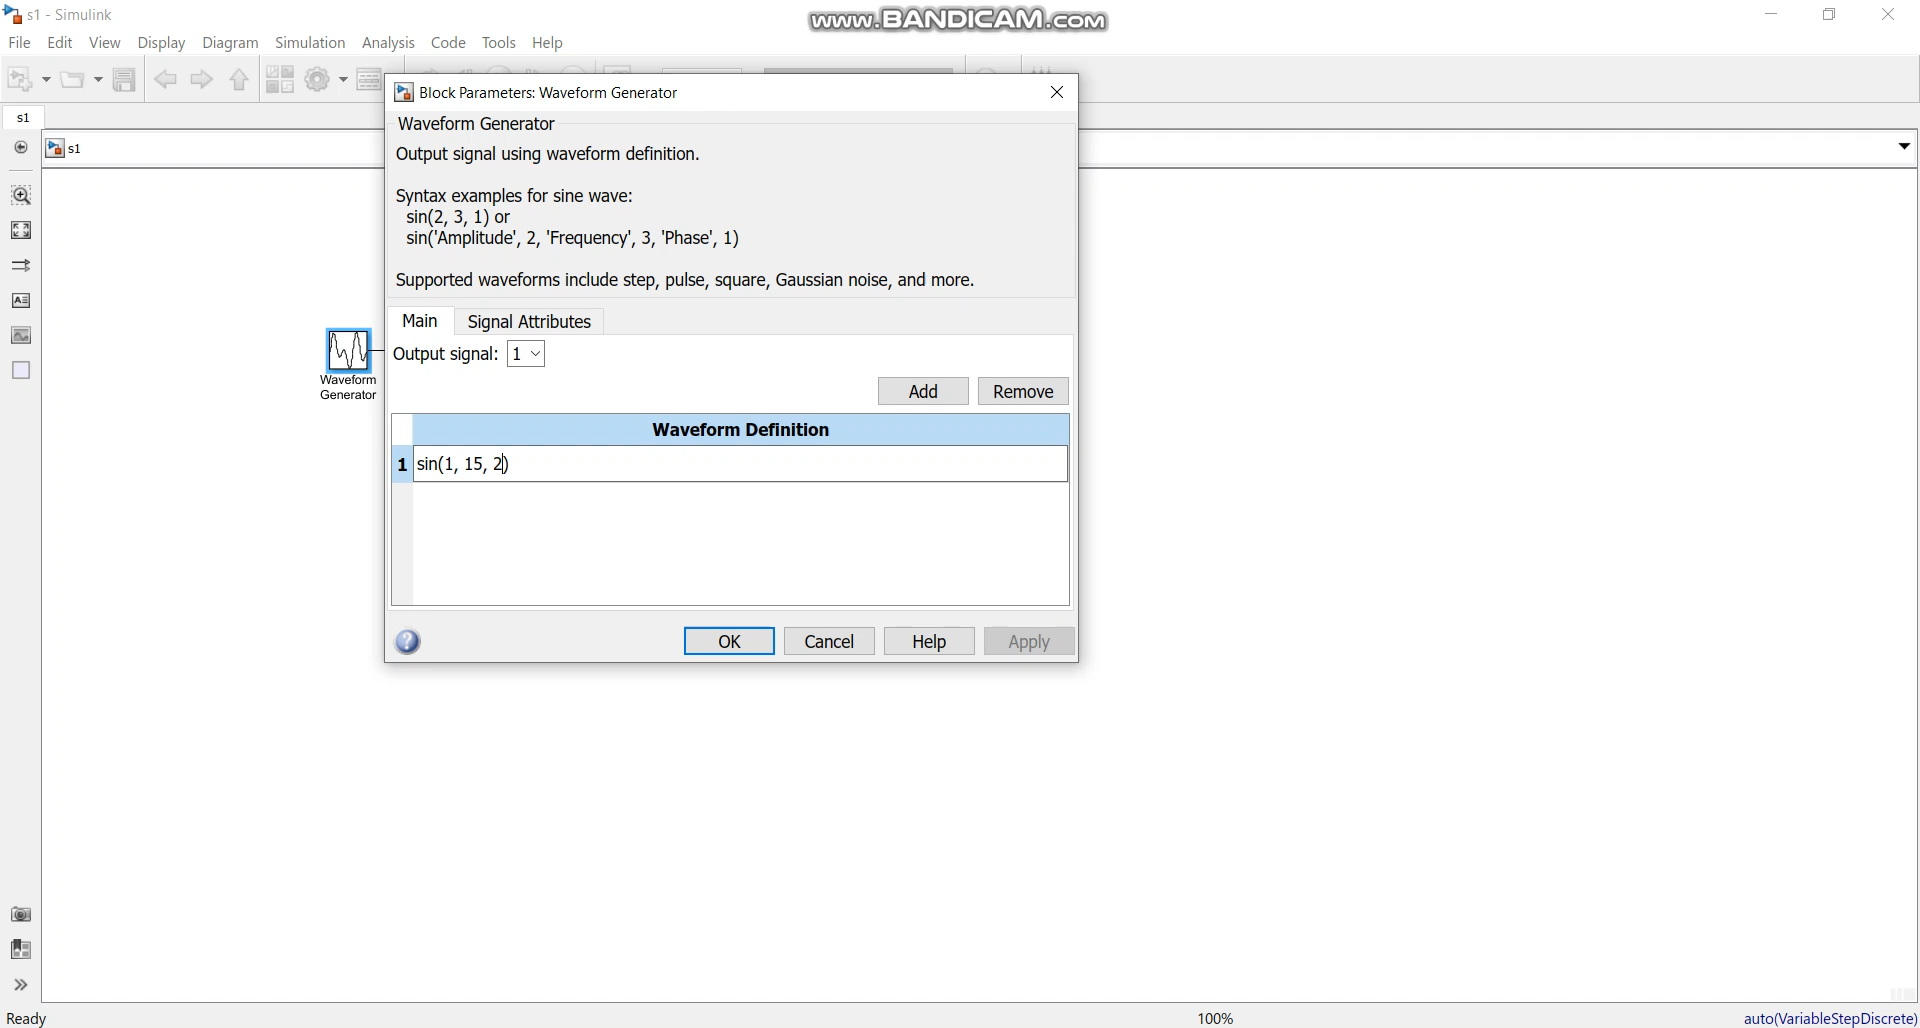 s1 - Simulink
www.BANDICAM.com
File Edit View Display Diagram Simulation Analysis Code Tools Help
s1
s1
Block Parameters: Waveform Generator
Waveform Generator
Output signal using waveform definition.
Syntax examples for sine wave:
sin(2, 3, 1) or
sin('Amplitude', 2, 'Frequency', 3, 'Phase', 1)
Supported waveforms include step, pulse, square, Gaussian noise, and more.
Main Signal Attributes
Output signal: 1
Add Remove
Waveform Definition
1 sin(1, 15, 2)
OK Cancel Help Apply
Waveform
Generator
Ready 100% auto(VariableStepDiscrete)